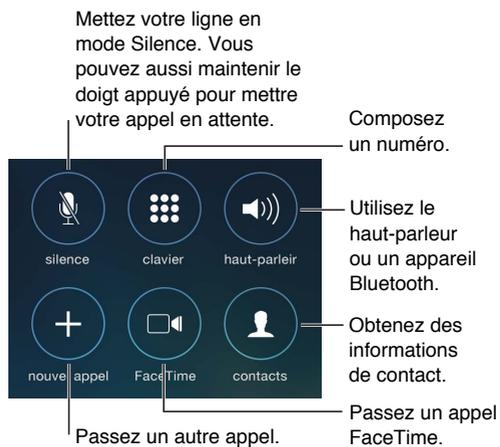 Mettez votre ligne en
mode Silence. Vous
pouvez aussi maintenir le
doigt appuyé pour mettre
votre appel en attente.
Composez
un numéro.
silence
clavier
haut-parleir
Utilisez le
haut-parleur
ou un appareil
Bluetooth.
nouvel appel
FaceTime
contacts
Obtenez des
informations
de contact.
Passez un appel
FaceTime.
Passez un autre appel.